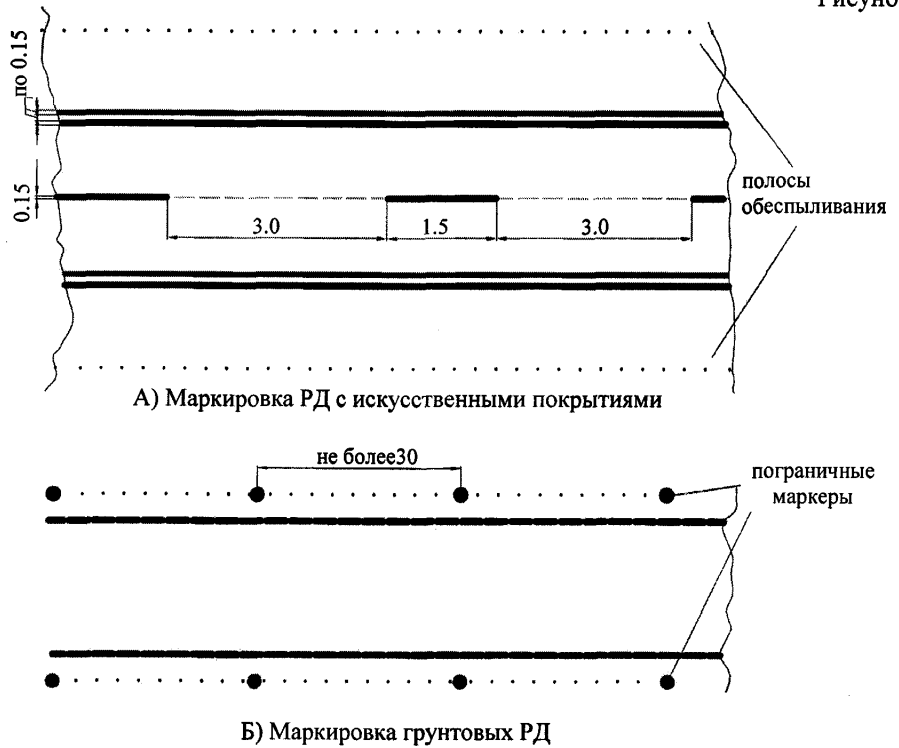 Рисуно
по 0.15
0.15
3.0
1.5
3.0
полосы
обеспыливания
А) Маркировка РД с искусственными покрытиями
не более30
пограничные
маркеры
Б) Маркировка грунтовых РД